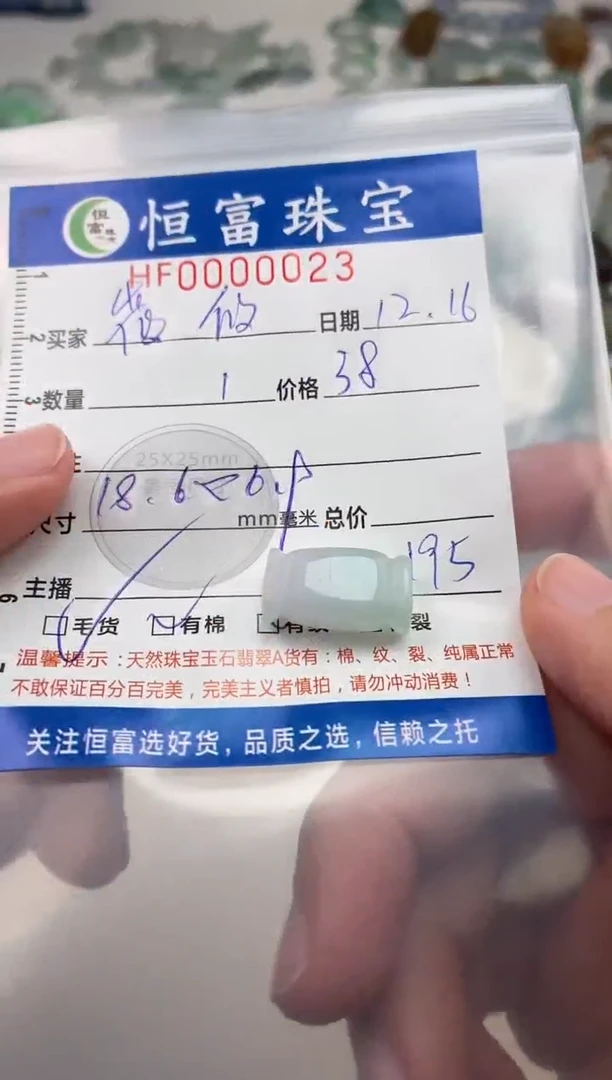 恒富珠宝
HF0000023
买家 日期 12.16
数量 1 价格 38
25X25mm
尺寸 18.6 mm毫米 总价
主播 195
毛货 有棉 裂
温馨提示：天然珠宝玉石翡翠A货有：棉、纹、裂、纯属正常
不敢保证百分百完美，完美主义者慎拍，请勿冲动消费！
关注恒富选好货，品质之选，信赖之托